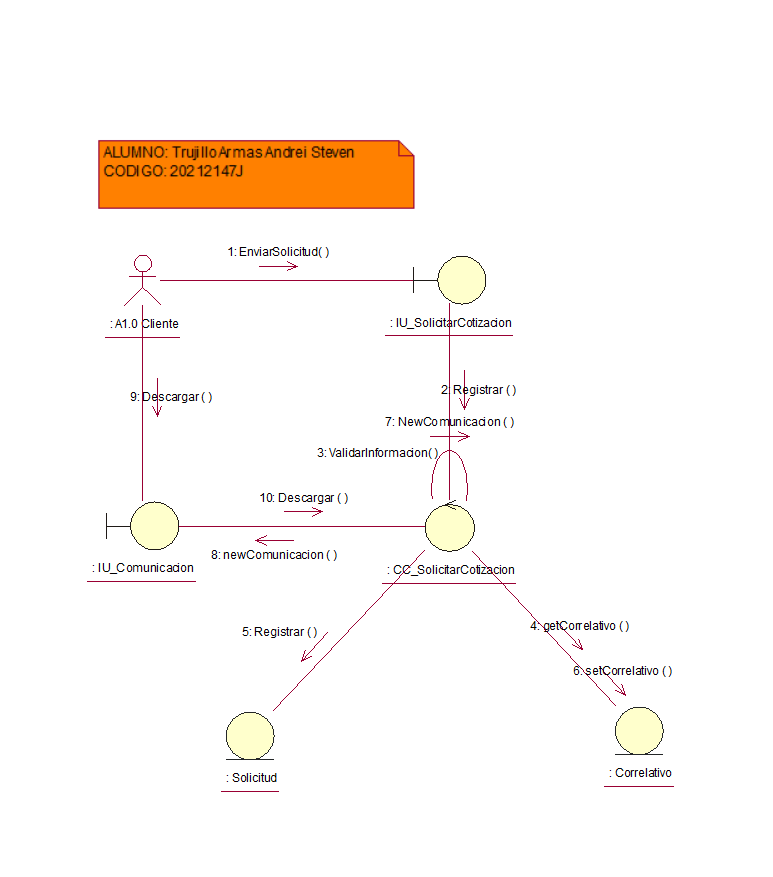 ALUMNO: Trujillo Armas Andrei Steven
CODIGO: 20212147J
1: EnviarSolicitud( )
: A1.0 Cliente
: IU_SolicitarCotizacion
9: Descargar ( )
2: Registrar ( )
7: NewComunicacion ( )
3: ValidarInformacion( )
10: Descargar ( )
8: newComunicacion ( )
: IU_Comunicacion
: CC_SolicitarCotizacion
5: Registrar ( )
4: getCorrelativo ( )
6: setCorrelativo ( )
: Solicitud
: Correlativo